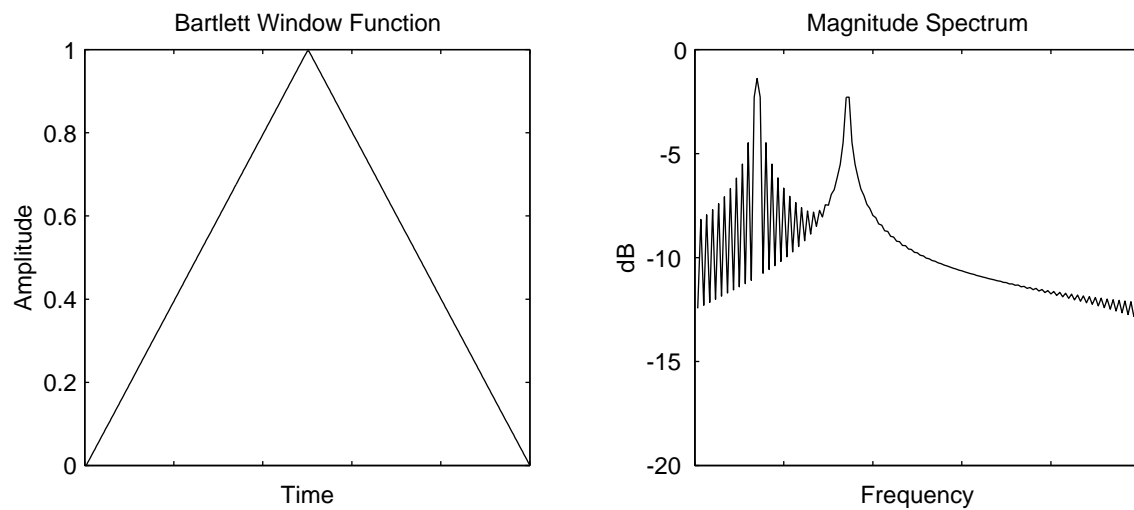 Bartlett Window Function
1
0.8
0.6
0.4
0.2
0
Amplitude
Time
Magnitude Spectrum
0
-5
-10
-15
-20
dB
Frequency